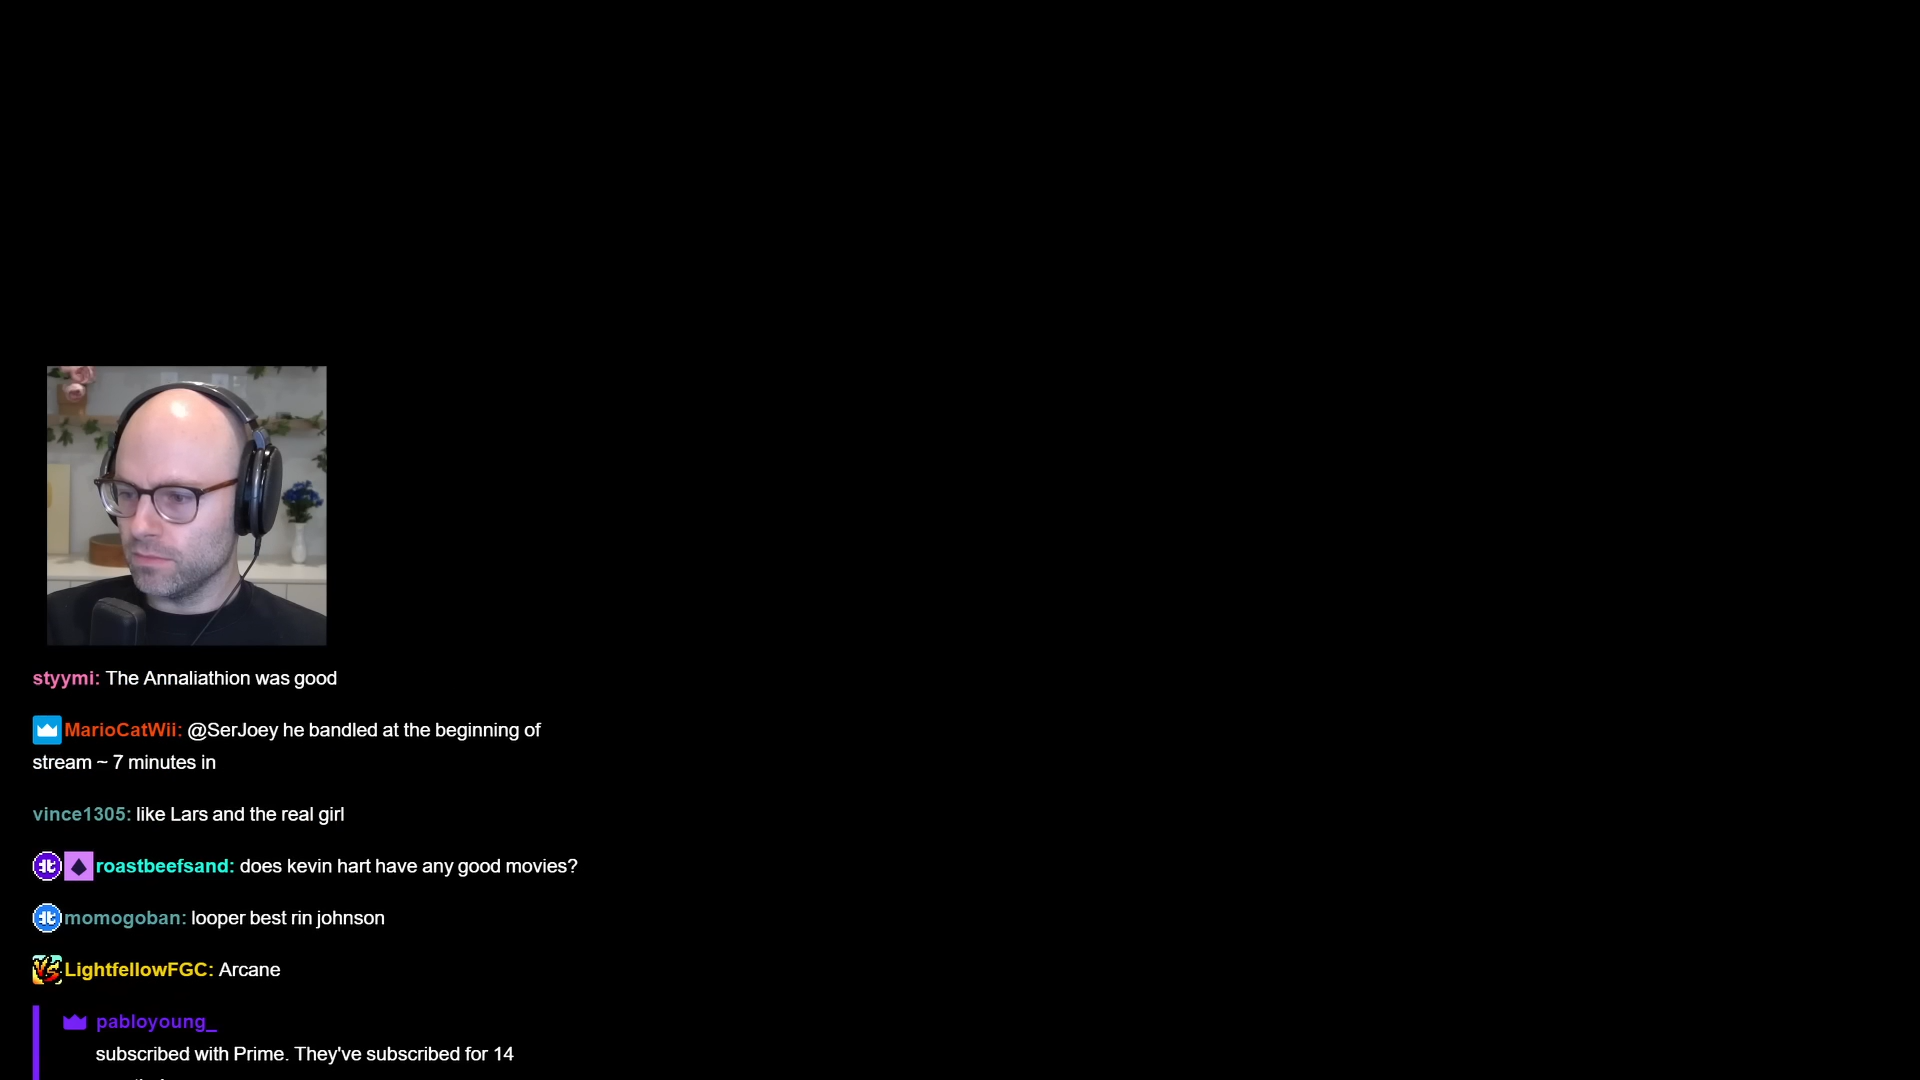 styymi: The Annaliathion was good
MarioCatWii: @SerJoey he bandled at the beginning of
stream ~ 7 minutes in
vince1305: like Lars and the real girl
roastbeefsand: does kevin hart have any good movies?
momogoban: looper best rin johnson
LightfellowFGC: Arcane
pabloyoung_
subscribed with Prime. They've subscribed for 14